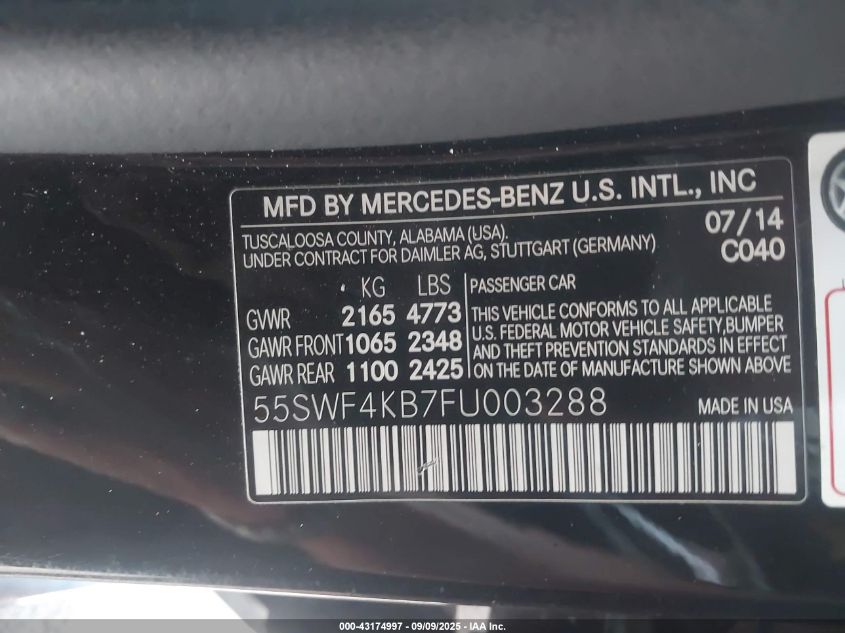 MFD BY MERCEDES-BENZ U.S. INTL., INC
TUSCALOOSA COUNTY, ALABAMA (USA). 07/14
UNDER CONTRACT FOR DAIMLER AG, STUTTGART (GERMANY) C040
KG LBS PASSENGER CAR
GVWR 2165 4773
GAWR FRONT 1065 2348
GAWR REAR 1100 2425
THIS VEHICLE CONFORMS TO ALL APPLICABLE
U.S. FEDERAL MOTOR VEHICLE SAFETY, BUMPER
AND THEFT PREVENTION STANDARDS IN EFFECT
ON THE DATE OF MANUFACTURE SHOWN ABOVE
55SWF4KB7FU003288 MADE IN USA
000-43174997 - 09/09/2025 - IAA Inc.